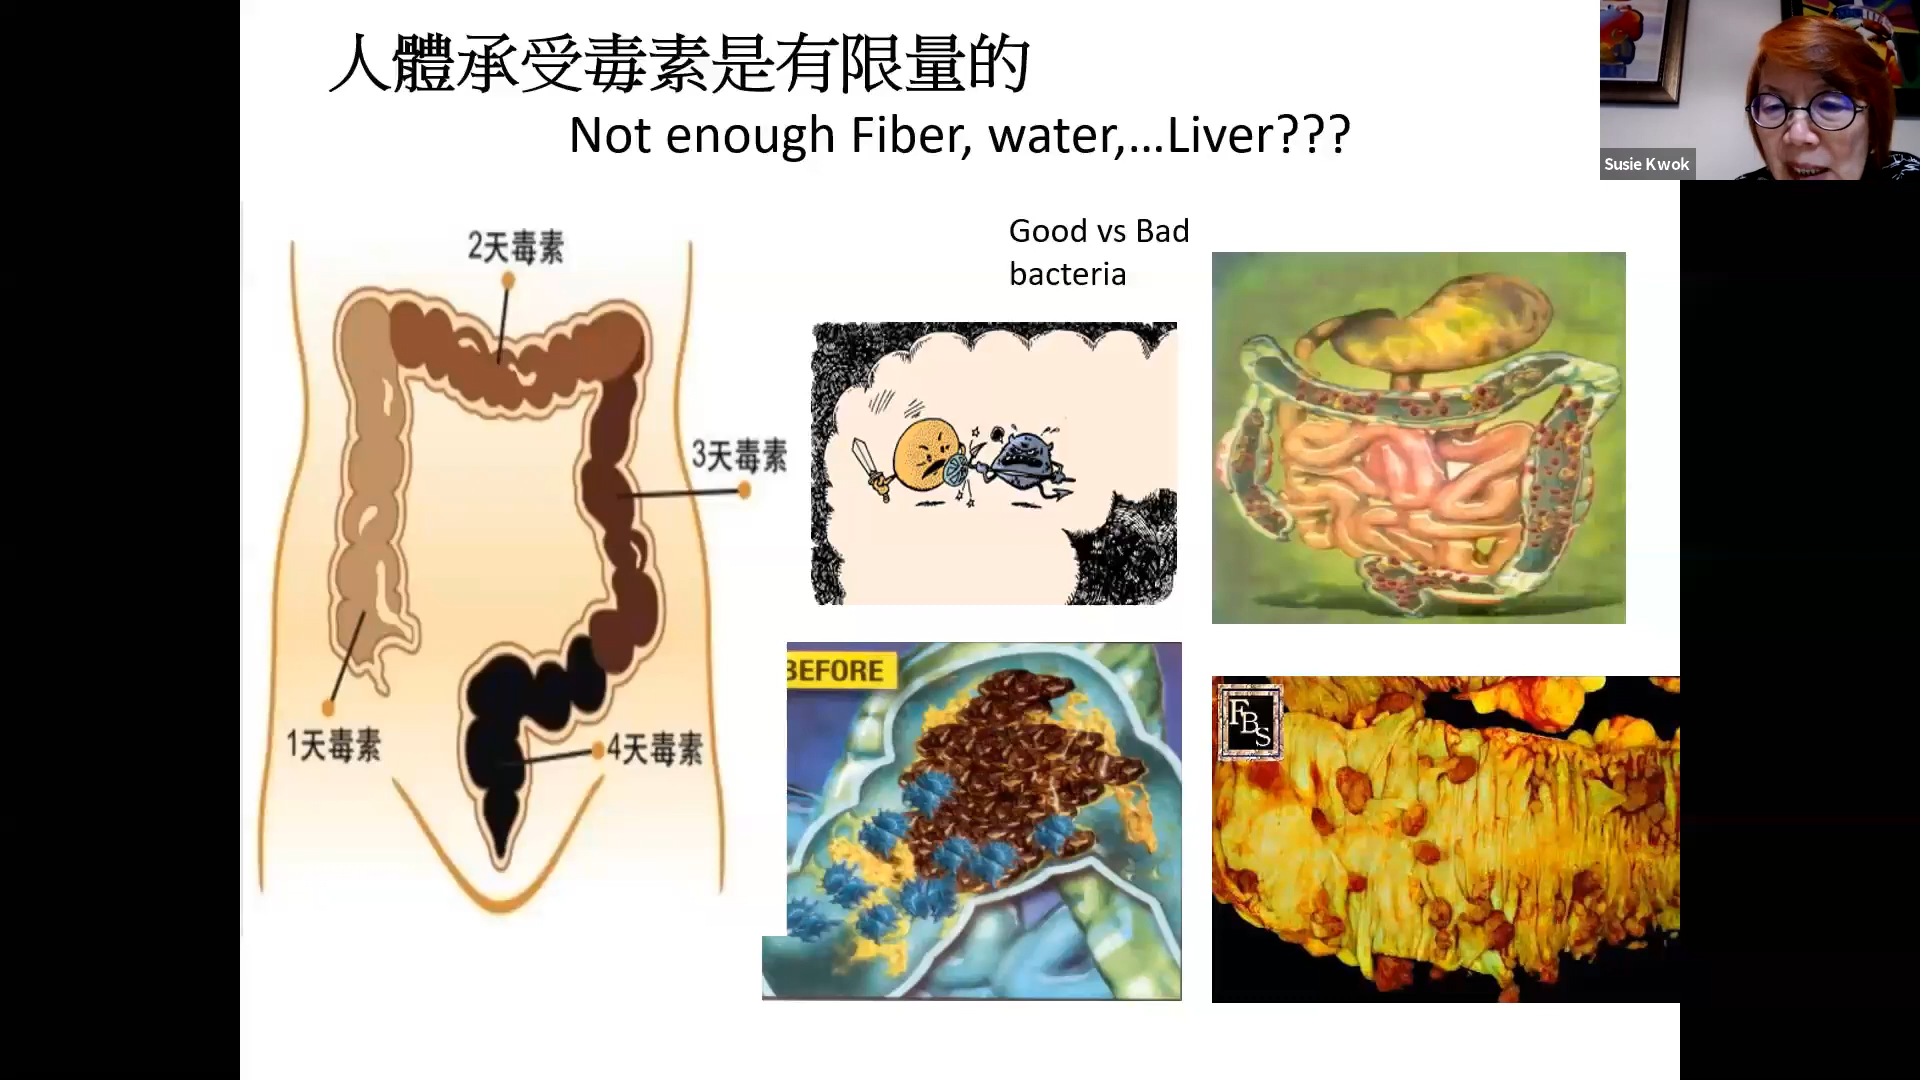 人體承受毒素是有限量的
Not enough Fiber, water,…Liver???
Susie Kwok
2天毒素
3天毒素
1天毒素
4天毒素
Good vs Bad
bacteria
BEFORE
FBS